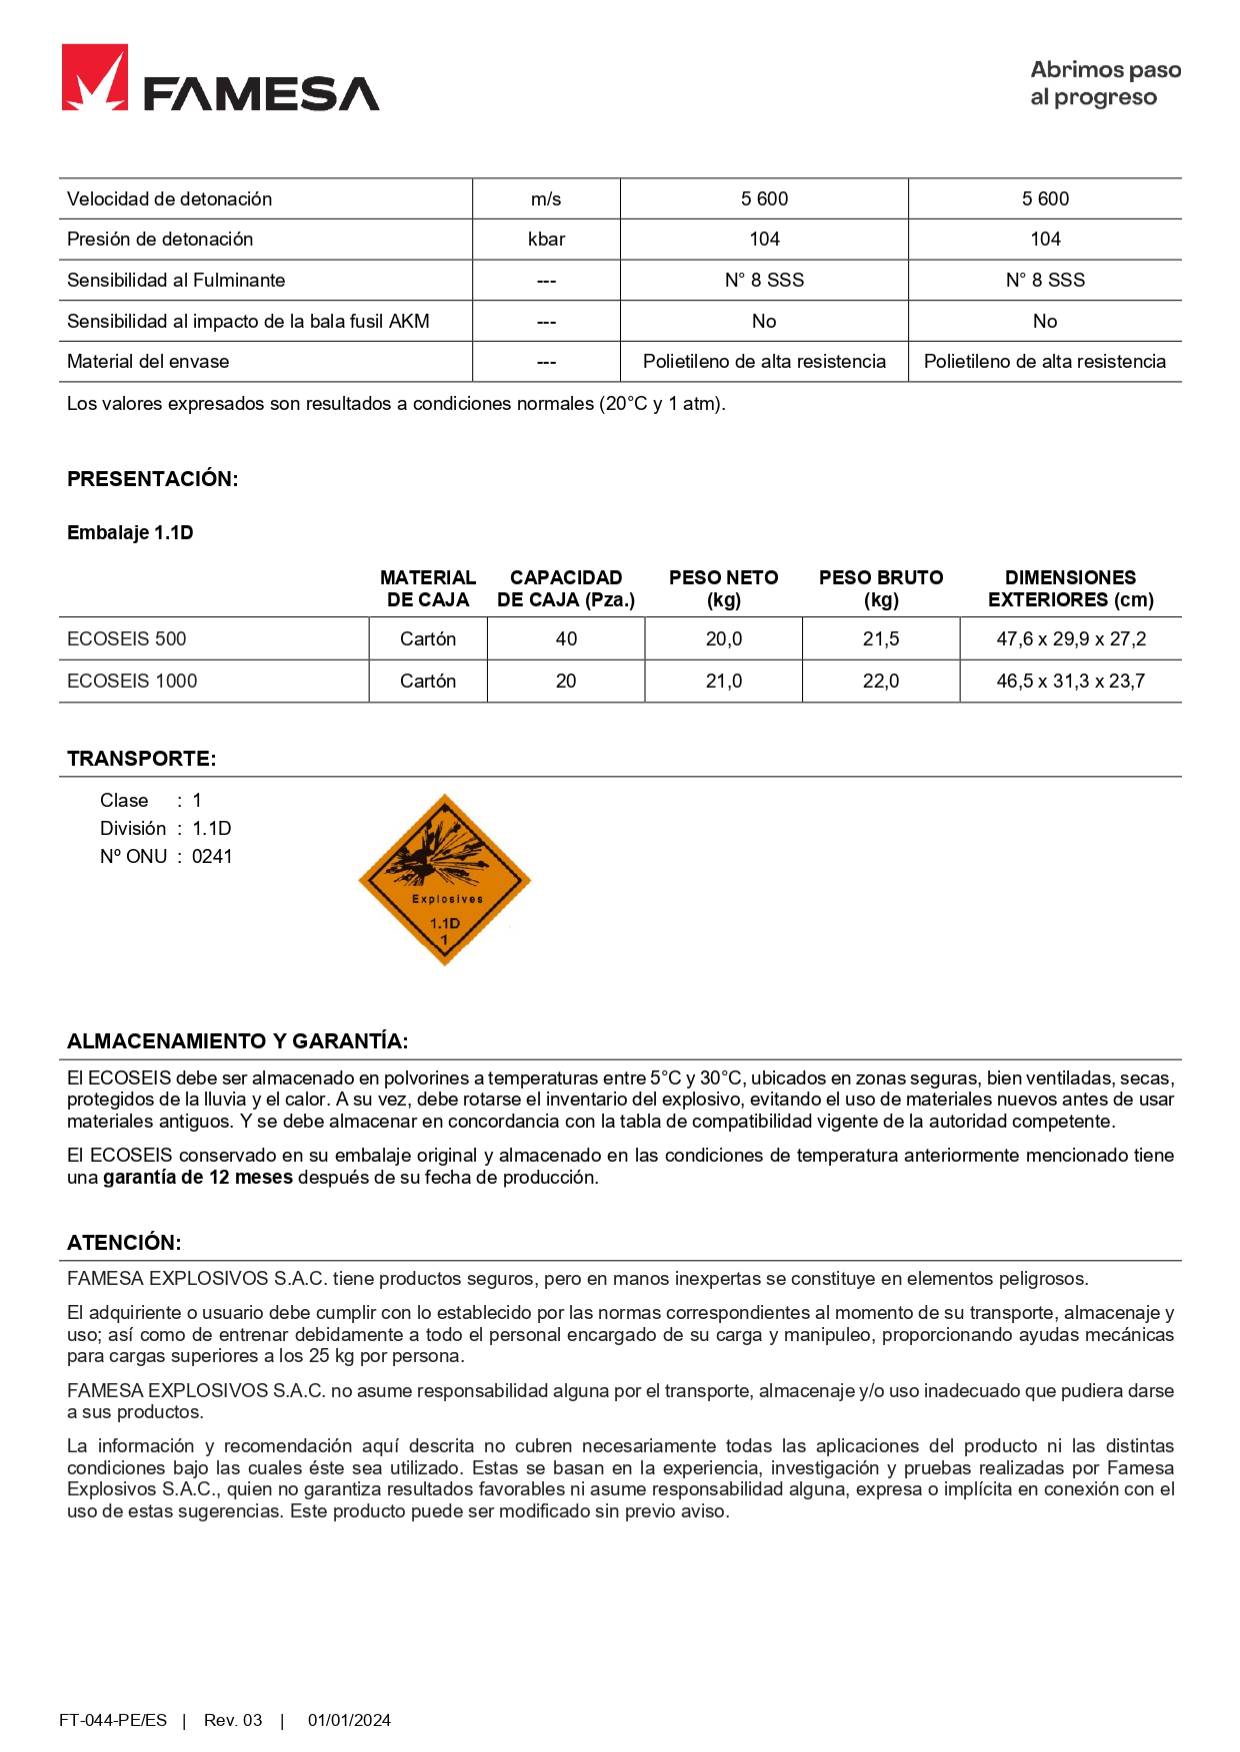 FAMESA
Abrimos paso
al progreso
Velocidad de detonación m/s 5 600 5 600
Presión de detonación kbar 104 104
Sensibilidad al Fulminante --- N° 8 SSS N° 8 SSS
Sensibilidad al impacto de la bala fusil AKM --- No No
Material del envase --- Polietileno de alta resistencia Polietileno de alta resistencia
Los valores expresados son resultados a condiciones normales (20°C y 1 atm).
PRESENTACIÓN:
Embalaje 1.1D
MATERIAL CAPACIDAD PESO NETO PESO BRUTO DIMENSIONES
DE CAJA DE CAJA (Pza.) (kg) (kg) EXTERIORES (cm)
ECOSEIS 500 Cartón 40 20,0 21,5 47,6 x 29,9 x 27,2
ECOSEIS 1000 Cartón 20 21,0 22,0 46,5 x 31,3 x 23,7
TRANSPORTE:
Clase : 1
División : 1.1D
Nº ONU : 0241
Explosives
1.1D
1
ALMACENAMIENTO Y GARANTÍA:
El ECOSEIS debe ser almacenado en polvorines a temperaturas entre 5°C y 30°C, ubicados en zonas seguras, bien ventiladas, secas,
protegidos de la lluvia y el calor. A su vez, debe rotarse el inventario del explosivo, evitando el uso de materiales nuevos antes de usar
materiales antiguos. Y se debe almacenar en concordancia con la tabla de compatibilidad vigente de la autoridad competente.
El ECOSEIS conservado en su embalaje original y almacenado en las condiciones de temperatura anteriormente mencionado tiene
una garantía de 12 meses después de su fecha de producción.
ATENCIÓN:
FAMESA EXPLOSIVOS S.A.C. tiene productos seguros, pero en manos inexpertas se constituye en elementos peligrosos.
El adquiriente o usuario debe cumplir con lo establecido por las normas correspondientes al momento de su transporte, almacenaje y
uso; así como de entrenar debidamente a todo el personal encargado de su carga y manipuleo, proporcionando ayudas mecánicas
para cargas superiores a los 25 kg por persona.
FAMESA EXPLOSIVOS S.A.C. no asume responsabilidad alguna por el transporte, almacenaje y/o uso inadecuado que pudiera darse
a sus productos.
La información y recomendación aquí descrita no cubren necesariamente todas las aplicaciones del producto ni las distintas
condiciones bajo las cuales éste sea utilizado. Estas se basan en la experiencia, investigación y pruebas realizadas por Famesa
Explosivos S.A.C., quien no garantiza resultados favorables ni asume responsabilidad alguna, expresa o implícita en conexión con el
uso de estas sugerencias. Este producto puede ser modificado sin previo aviso.
FT-044-PE/ES | Rev. 03 | 01/01/2024